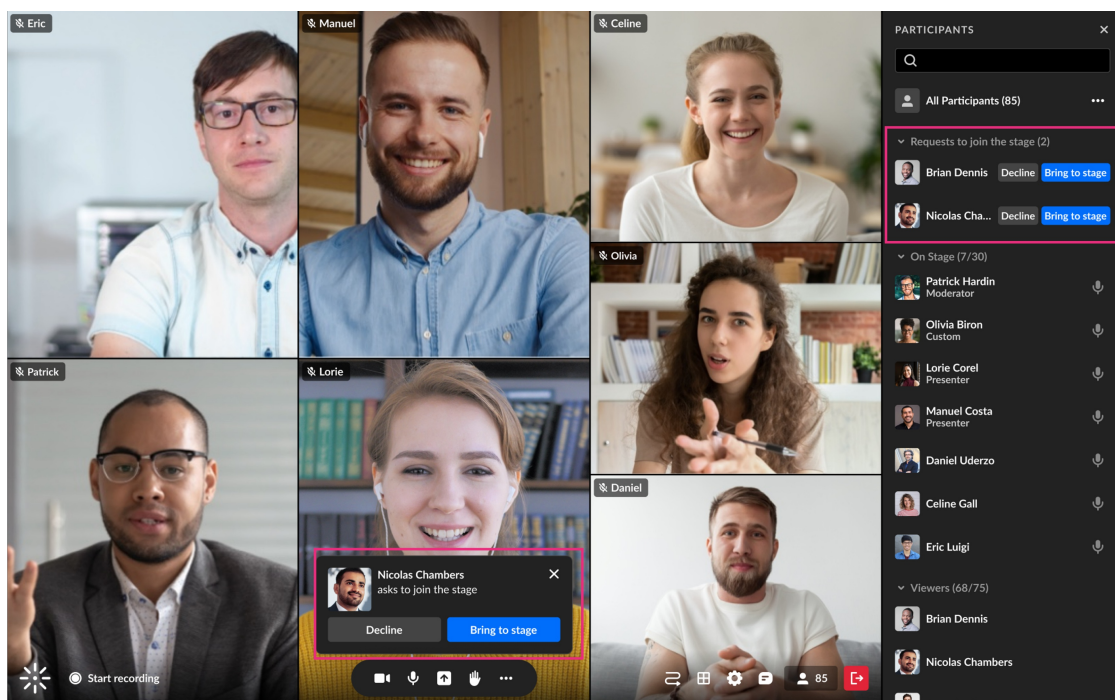 Eric
Manuel
Celine
Olivia
Patrick
Lorie
Daniel
Nicolas Chambers
asks to join the stage
Decline
Bring to stage
Start recording
85
PARTICIPANTS
All Participants (85)
Requests to join the stage (2)
Brian Dennis Decline Bring to stage
Nicolas Cha... Decline Bring to stage
On Stage (7/30)
Patrick Hardin
Moderator
Olivia Biron
Custom
Lorie Corel
Presenter
Manuel Costa
Presenter
Daniel Uderzo
Celine Gall
Eric Luigi
Viewers (68/75)
Brian Dennis
Nicolas Chambers